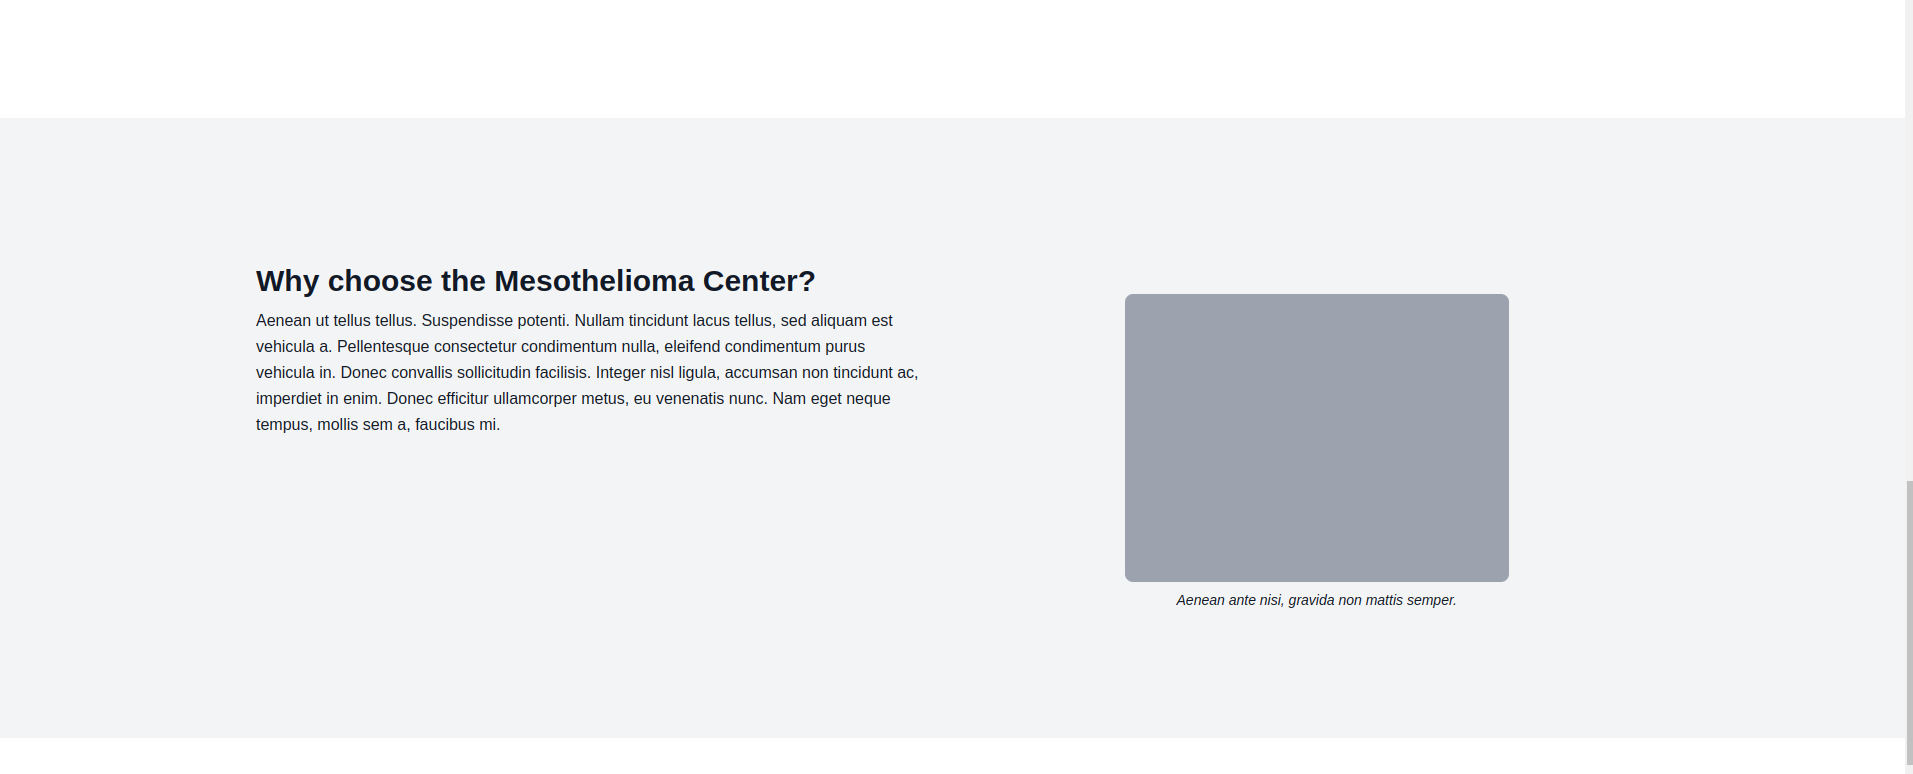 Why choose the Mesothelioma Center?
Aenean ut tellus tellus. Suspendisse potenti. Nullam tincidunt lacus tellus, sed aliquam est
vehicula a. Pellentesque consectetur condimentum nulla, eleifend condimentum purus
vehicula in. Donec convallis sollicitudin facilisis. Integer nisl ligula, accumsan non tincidunt ac,
imperdiet in enim. Donec efficitur ullamcorper metus, eu venenatis nunc. Nam eget neque
tempus, mollis sem a, faucibus mi.
Aenean ante nisi, gravida non mattis semper.